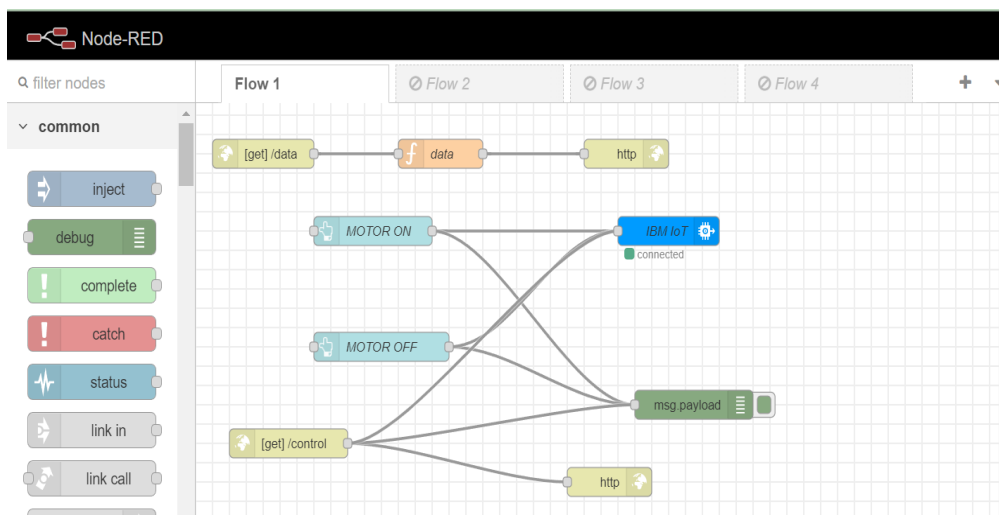 Node-RED
filter nodes
Flow 1
Flow 2
Flow 3
Flow 4
common
inject
debug
complete
catch
status
link in
link call
[get] /data
f
data
http
MOTOR ON
IBM IoT
connected
MOTOR OFF
msg.payload
[get] /control
http